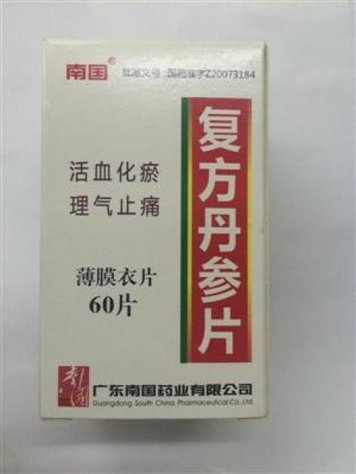 南国®
批准文号 国药准字Z20073184
复方丹参片
活血化瘀
理气止痛
薄膜衣片
60片
广东南国药业有限公司
Guangdong South China Pharmaceutical Co.,Ltd.